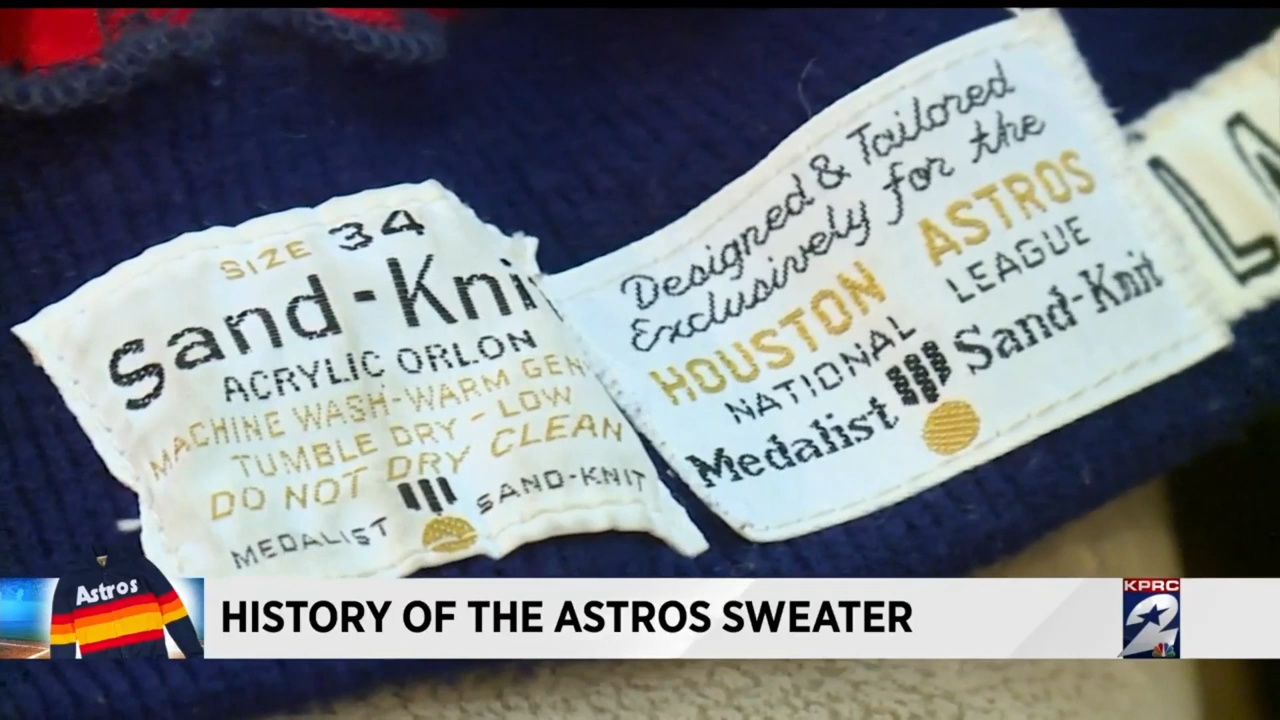 SIZE 34
Sand-Knit
ACRYLIC ORLON
MACHINE WASH-WARM GEN
TUMBLE DRY - LOW
DO NOT DRY CLEAN
MEDALIST SAND-KNIT
Designed & Tailored
Exclusively for the
HOUSTON ASTROS
NATIONAL LEAGUE
Medalist Sand-Knit
LA
Astros
HISTORY OF THE ASTROS SWEATER
KPRC
2